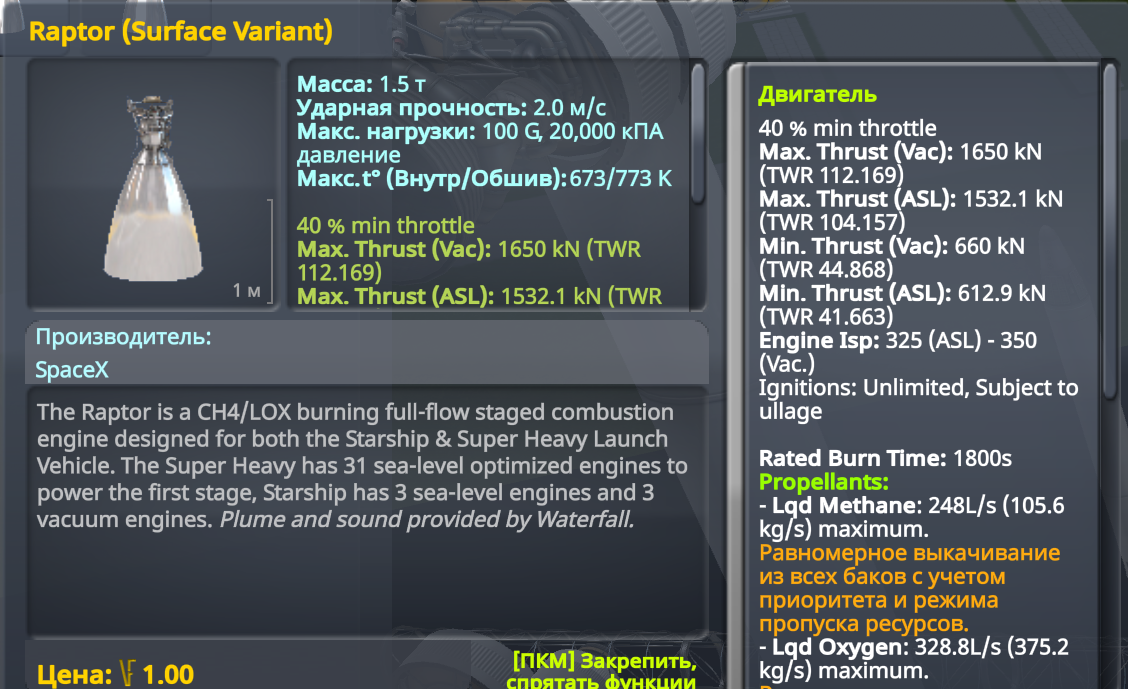 Raptor (Surface Variant)
1 м
Масса: 1.5 т
Ударная прочность: 2.0 м/с
Макс. нагрузки: 100 G, 20,000 кПА
давление
Макс.t° (Внутр/Обшив):673/773 K
40 % min throttle
Max. Thrust (Vac): 1650 kN (TWR
112.169)
Max. Thrust (ASL): 1532.1 kN (TWR
Производитель:
SpaceX
The Raptor is a CH4/LOX burning full-flow staged combustion
engine designed for both the Starship & Super Heavy Launch
Vehicle. The Super Heavy has 31 sea-level optimized engines to
power the first stage, Starship has 3 sea-level engines and 3
vacuum engines. Plume and sound provided by Waterfall.
Цена: 1.00
[ПКМ] Закрепить,
спрятать функции
Двигатель
40 % min throttle
Max. Thrust (Vac): 1650 kN
(TWR 112.169)
Max. Thrust (ASL): 1532.1 kN
(TWR 104.157)
Min. Thrust (Vac): 660 kN
(TWR 44.868)
Min. Thrust (ASL): 612.9 kN
(TWR 41.663)
Engine Isp: 325 (ASL) - 350
(Vac.)
Ignitions: Unlimited, Subject to
ullage
Rated Burn Time: 1800s
Propellants:
- Lqd Methane: 248L/s (105.6
kg/s) maximum.
Равномерное выкачивание
из всех баков с учетом
приоритета и режима
пропуска ресурсов.
- Lqd Oxygen: 328.8L/s (375.2
kg/s) maximum.